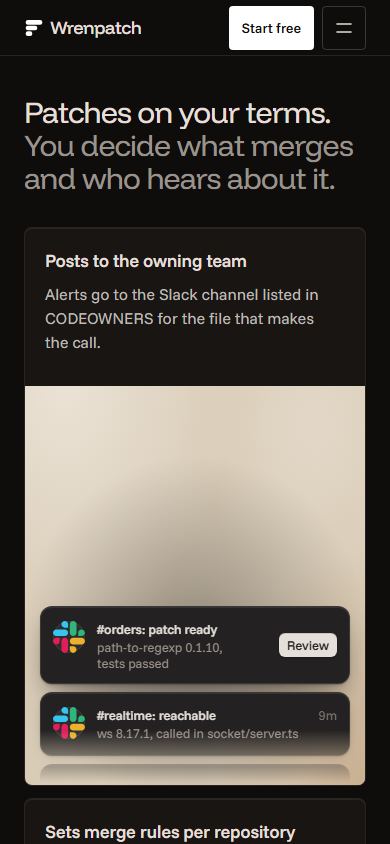 Wrenpatch
Start free
Patches on your terms.
You decide what merges
and who hears about it.
Posts to the owning team
Alerts go to the Slack channel listed in
CODEOWNERS for the file that makes
the call.
#orders: patch ready
path-to-regexp 0.1.10,
tests passed
Review
#realtime: reachable
9m
ws 8.17.1, called in socket/server.ts
Sets merge rules per repository